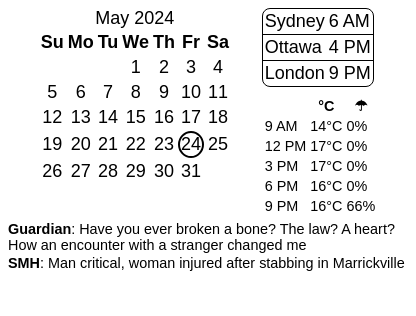 May 2024
Su Mo Tu We Th Fr Sa
1 2 3 4
5 6 7 8 9 10 11
12 13 14 15 16 17 18
19 20 21 22 23 24 25
26 27 28 29 30 31
Sydney 6 AM
Ottawa 4 PM
London 9 PM
°C ☂
9 AM 14°C 0%
12 PM 17°C 0%
3 PM 17°C 0%
6 PM 16°C 0%
9 PM 16°C 66%
Guardian: Have you ever broken a bone? The law? A heart?
How an encounter with a stranger changed me
SMH: Man critical, woman injured after stabbing in Marrickville